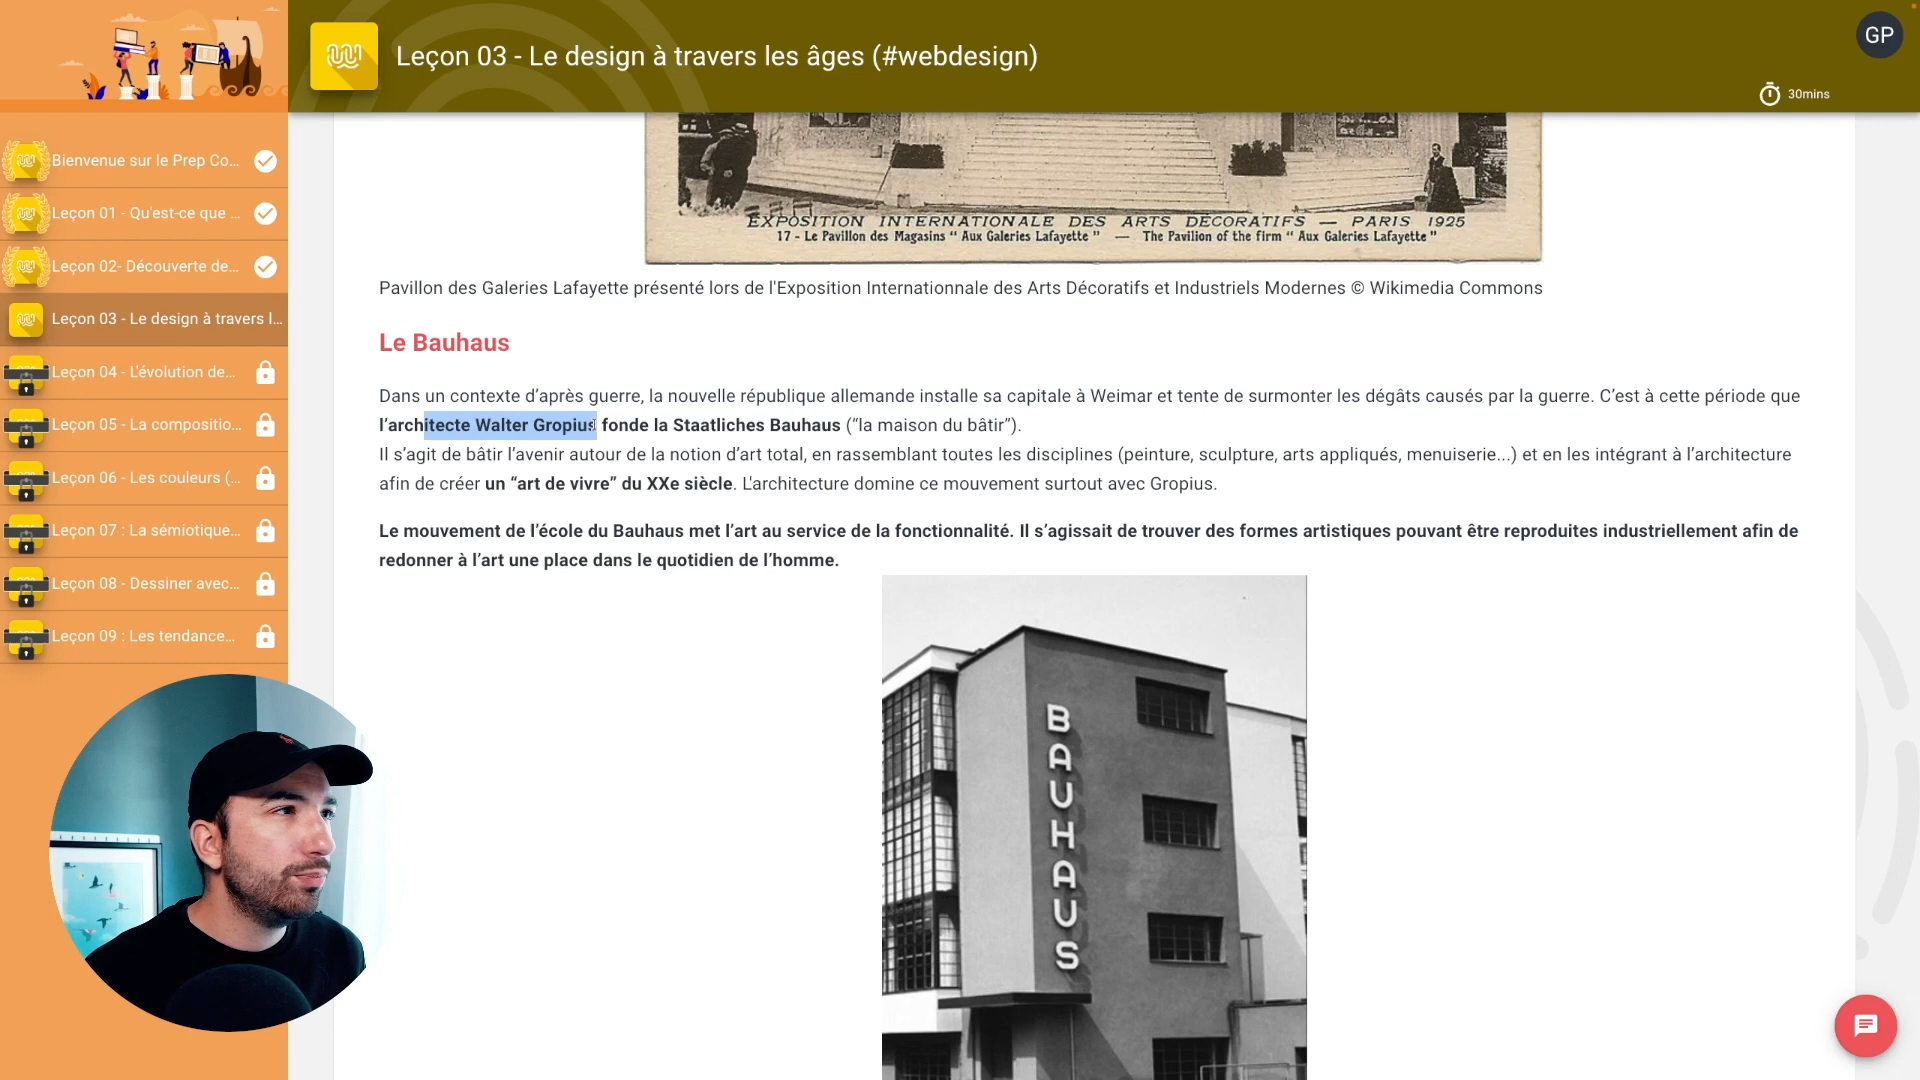 Leçon 03 - Le design à travers les âges (#webdesign)
GP
30mins
Bienvenue sur le Prep Co...
Leçon 01 - Qu'est-ce que ...
Leçon 02- Découverte de...
Leçon 03 - Le design à travers l...
Leçon 04 - L'évolution de...
Leçon 05 - La compositio...
Leçon 06 - Les couleurs (...
Leçon 07 : La sémiotique...
Leçon 08 - Dessiner avec...
Leçon 09 : Les tendance...
EXPOSITION INTERNATIONALE DES ARTS DÉCORATIFS — PARIS 1925
17 - Le Pavillon des Magasins “ Aux Galeries Lafayette ” — The Pavilion of the firm “ Aux Galeries Lafayette ”
Pavillon des Galeries Lafayette présenté lors de l'Exposition Internationnale des Arts Décoratifs et Industriels Modernes © Wikimedia Commons
Le Bauhaus
Dans un contexte d’après guerre, la nouvelle république allemande installe sa capitale à Weimar et tente de surmonter les dégâts causés par la guerre. C’est à cette période que
l’architecte Walter Gropius fonde la Staatliches Bauhaus (“la maison du bâtir”).
Il s’agit de bâtir l’avenir autour de la notion d’art total, en rassemblant toutes les disciplines (peinture, sculpture, arts appliqués, menuiserie...) et en les intégrant à l’architecture
afin de créer un “art de vivre” du XXe siècle. L'architecture domine ce mouvement surtout avec Gropius.
Le mouvement de l’école du Bauhaus met l’art au service de la fonctionnalité. Il s’agissait de trouver des formes artistiques pouvant être reproduites industriellement afin de
redonner à l’art une place dans le quotidien de l’homme.
BAUHAUS